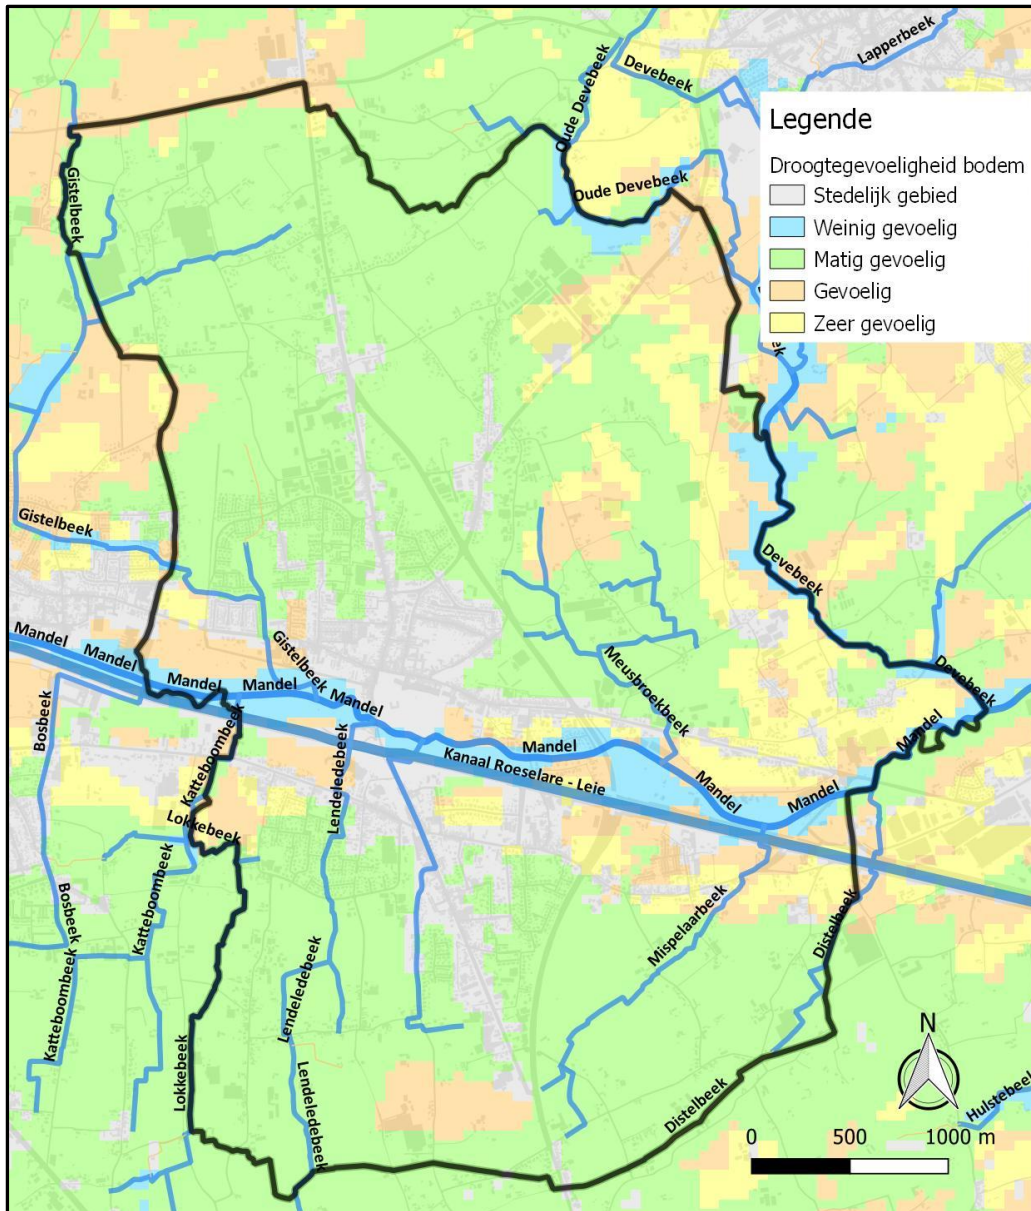 Lapperbeek
Devebeek
Oude Devebeek
Oude Devebeek
Legende
Droogtegevoeligheid bodem
Stedelijk gebied
Weinig gevoelig
Matig gevoelig
Gevoelig
Zeer gevoelig
Gistelbeek
Gistelbeek
Devebeek
Mandel
Mandel
Mandel
Mandel
Gistelbeek
Mandel
Meusbroekbeek
Devebeek
Bosbeek
Katteboombeek
Lendeledebeek
Mandel
Kanaal Roeselare - Leie
Mandel
Mandel
Mandel
Lokkebeek
Bosbeek
Katteboombeek
Katteboombeek
Lendeledebeek
Mispelaarbeek
Distelbeek
Lokkebeek
Lendeledebeek
Distelbeek
N
Hulstebeek
0 500 1000 m